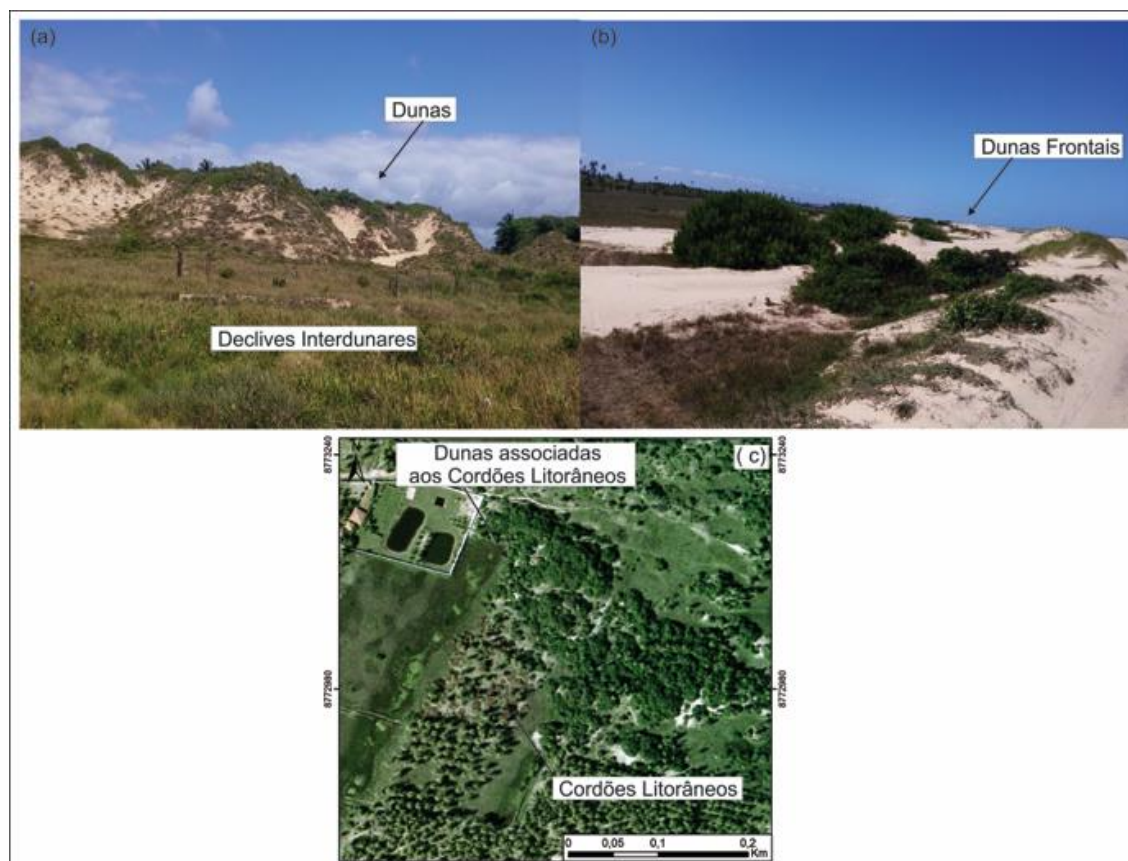 (a)
Dunas
Declives Interdunares
(b)
Dunas Frontais
(c)
Dunas associadas
aos Cordões Litorâneos
Cordões Litorâneos
8773240
8773240
8772980
8772980
0 0,05 0,1 0,2
Km